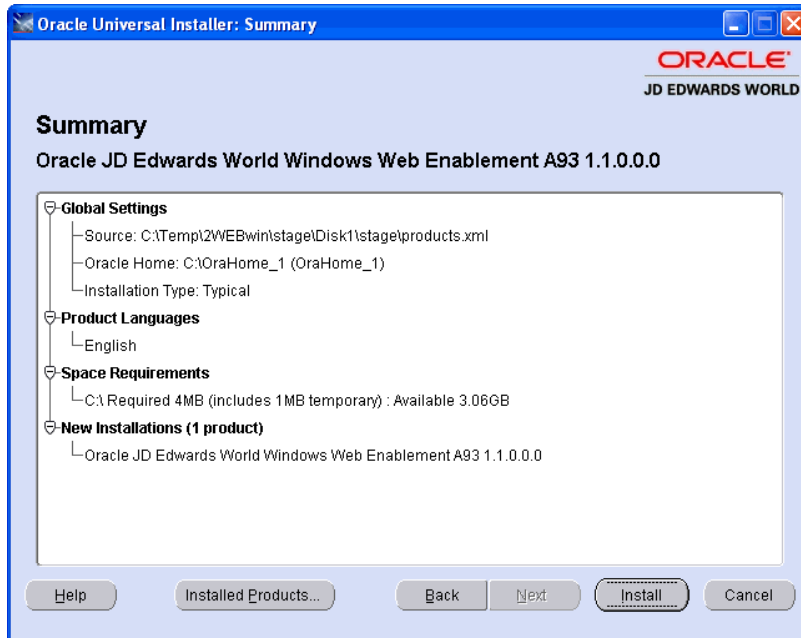 Oracle Universal Installer: Summary
ORACLE
JD EDWARDS WORLD
Summary
Oracle JD Edwards World Windows Web Enablement A93 1.1.0.0.0
Global Settings
Source: C:\Temp\2WEBwin\stage\Disk1\stage\products.xml
Oracle Home: C:\OraHome_1 (OraHome_1)
Installation Type: Typical
Product Languages
English
Space Requirements
C:\ Required 4MB (includes 1MB temporary) : Available 3.06GB
New Installations (1 product)
Oracle JD Edwards World Windows Web Enablement A93 1.1.0.0.0
Help Installed Products... Back Next Install Cancel